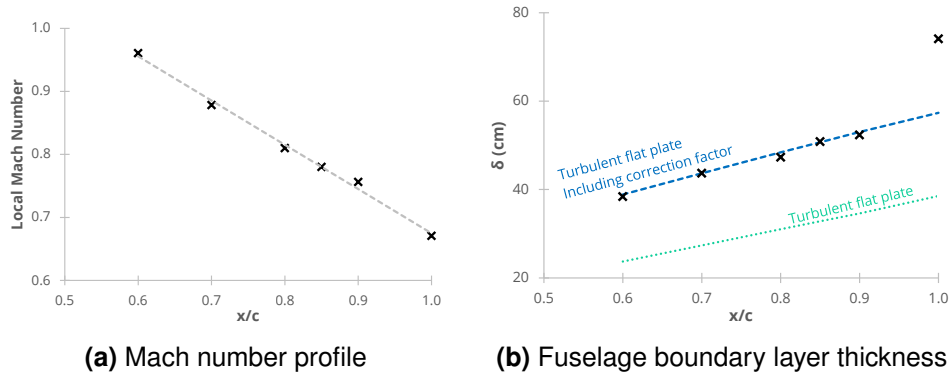 1.0
0.9
0.8
0.7
0.6
Local Mach Number
0.5
0.6
0.7
0.8
0.9
1.0
x/c
(a) Mach number profile
80
60
40
20
δ (cm)
Turbulent flat plate
Including correction factor
Turbulent flat plate
0.5
0.6
0.7
0.8
0.9
1.0
x/c
(b) Fuselage boundary layer thickness